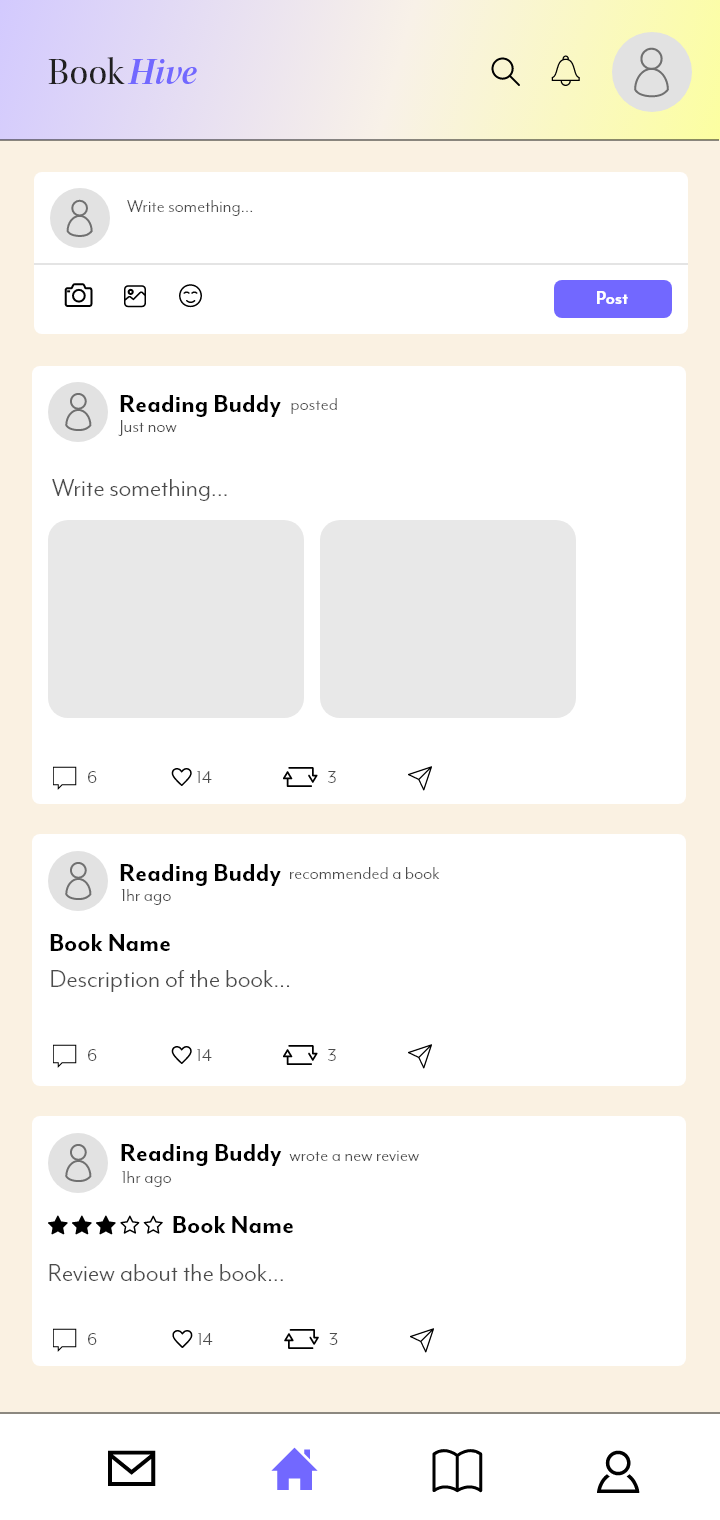 Book Hive
Write something...
Post
Reading Buddy posted
Just now
Write something...
6 14 3
Reading Buddy recommended a book
1hr ago
Book Name
Description of the book...
6 14 3
Reading Buddy wrote a new review
1hr ago
Book Name
Review about the book...
6 14 3